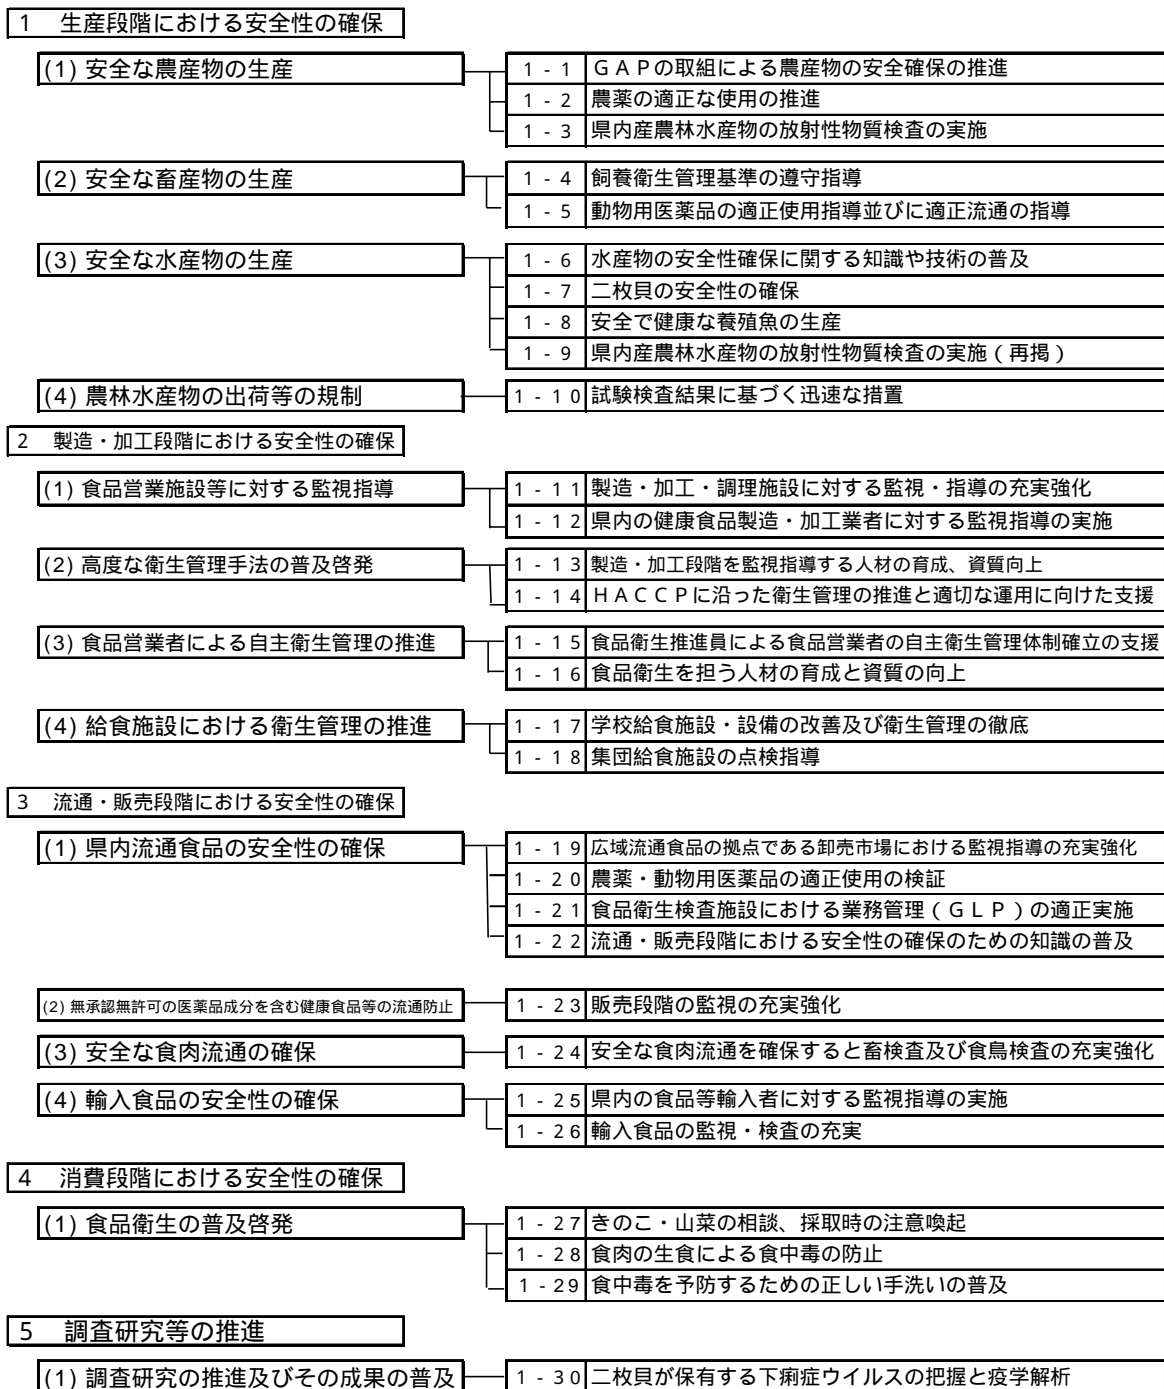 1 生産段階における安全性の確保
(1) 安全な農産物の生産
1 - 1 GAPの取組による農産物の安全確保の推進
1 - 2 農薬の適正な使用の推進
1 - 3 県内産農林水産物の放射性物質検査の実施
(2) 安全な畜産物の生産
1 - 4 飼養衛生管理基準の遵守指導
1 - 5 動物用医薬品の適正使用指導並びに適正流通の指導
(3) 安全な水産物の生産
1 - 6 水産物の安全性確保に関する知識や技術の普及
1 - 7 二枚貝の安全性の確保
1 - 8 安全で健康な養殖魚の生産
1 - 9 県内産農林水産物の放射性物質検査の実施(再掲)
(4) 農林水産物の出荷等の規制
1 - 10 試験検査結果に基づく迅速な措置
2 製造・加工段階における安全性の確保
(1) 食品営業施設等に対する監視指導
1 - 11 製造・加工・調理施設に対する監視・指導の充実強化
1 - 12 県内の健康食品製造・加工業者に対する監視指導の実施
(2) 高度な衛生管理手法の普及啓発
1 - 13 製造・加工段階を監視指導する人材の育成、資質向上
1 - 14 HACCPに沿った衛生管理の推進と適切な運用に向けた支援
(3) 食品営業者による自主衛生管理の推進
1 - 15 食品衛生推進員による食品営業者の自主衛生管理体制確立の支援
1 - 16 食品衛生を担う人材の育成と資質の向上
(4) 給食施設における衛生管理の推進
1 - 17 学校給食施設・設備の改善及び衛生管理の徹底
1 - 18 集団給食施設の点検指導
3 流通・販売段階における安全性の確保
(1) 県内流通食品の安全性の確保
1 - 19 広域流通食品の拠点である卸売市場における監視指導の充実強化
1 - 20 農薬・動物用医薬品の適正使用の検証
1 - 21 食品衛生検査施設における業務管理(GLP)の適正実施
1 - 22 流通・販売段階における安全性の確保のための知識の普及
(2) 無承認無許可の医薬品成分を含む健康食品等の流通防止
1 - 23 販売段階の監視の充実強化
(3) 安全な食肉流通の確保
1 - 24 安全な食肉流通を確保すると畜検査及び食鳥検査の充実強化
(4) 輸入食品の安全性の確保
1 - 25 県内の食品等輸入者に対する監視指導の実施
1 - 26 輸入食品の監視・検査の充実
4 消費段階における安全性の確保
(1) 食品衛生の普及啓発
1 - 27 きのこ・山菜の相談、採取時の注意喚起
1 - 28 食肉の生食による食中毒の防止
1 - 29 食中毒を予防するための正しい手洗いの普及
5 調査研究等の推進
(1) 調査研究の推進及びその成果の普及
1 - 30 二枚貝が保有する下痢症ウイルスの把握と疫学解析